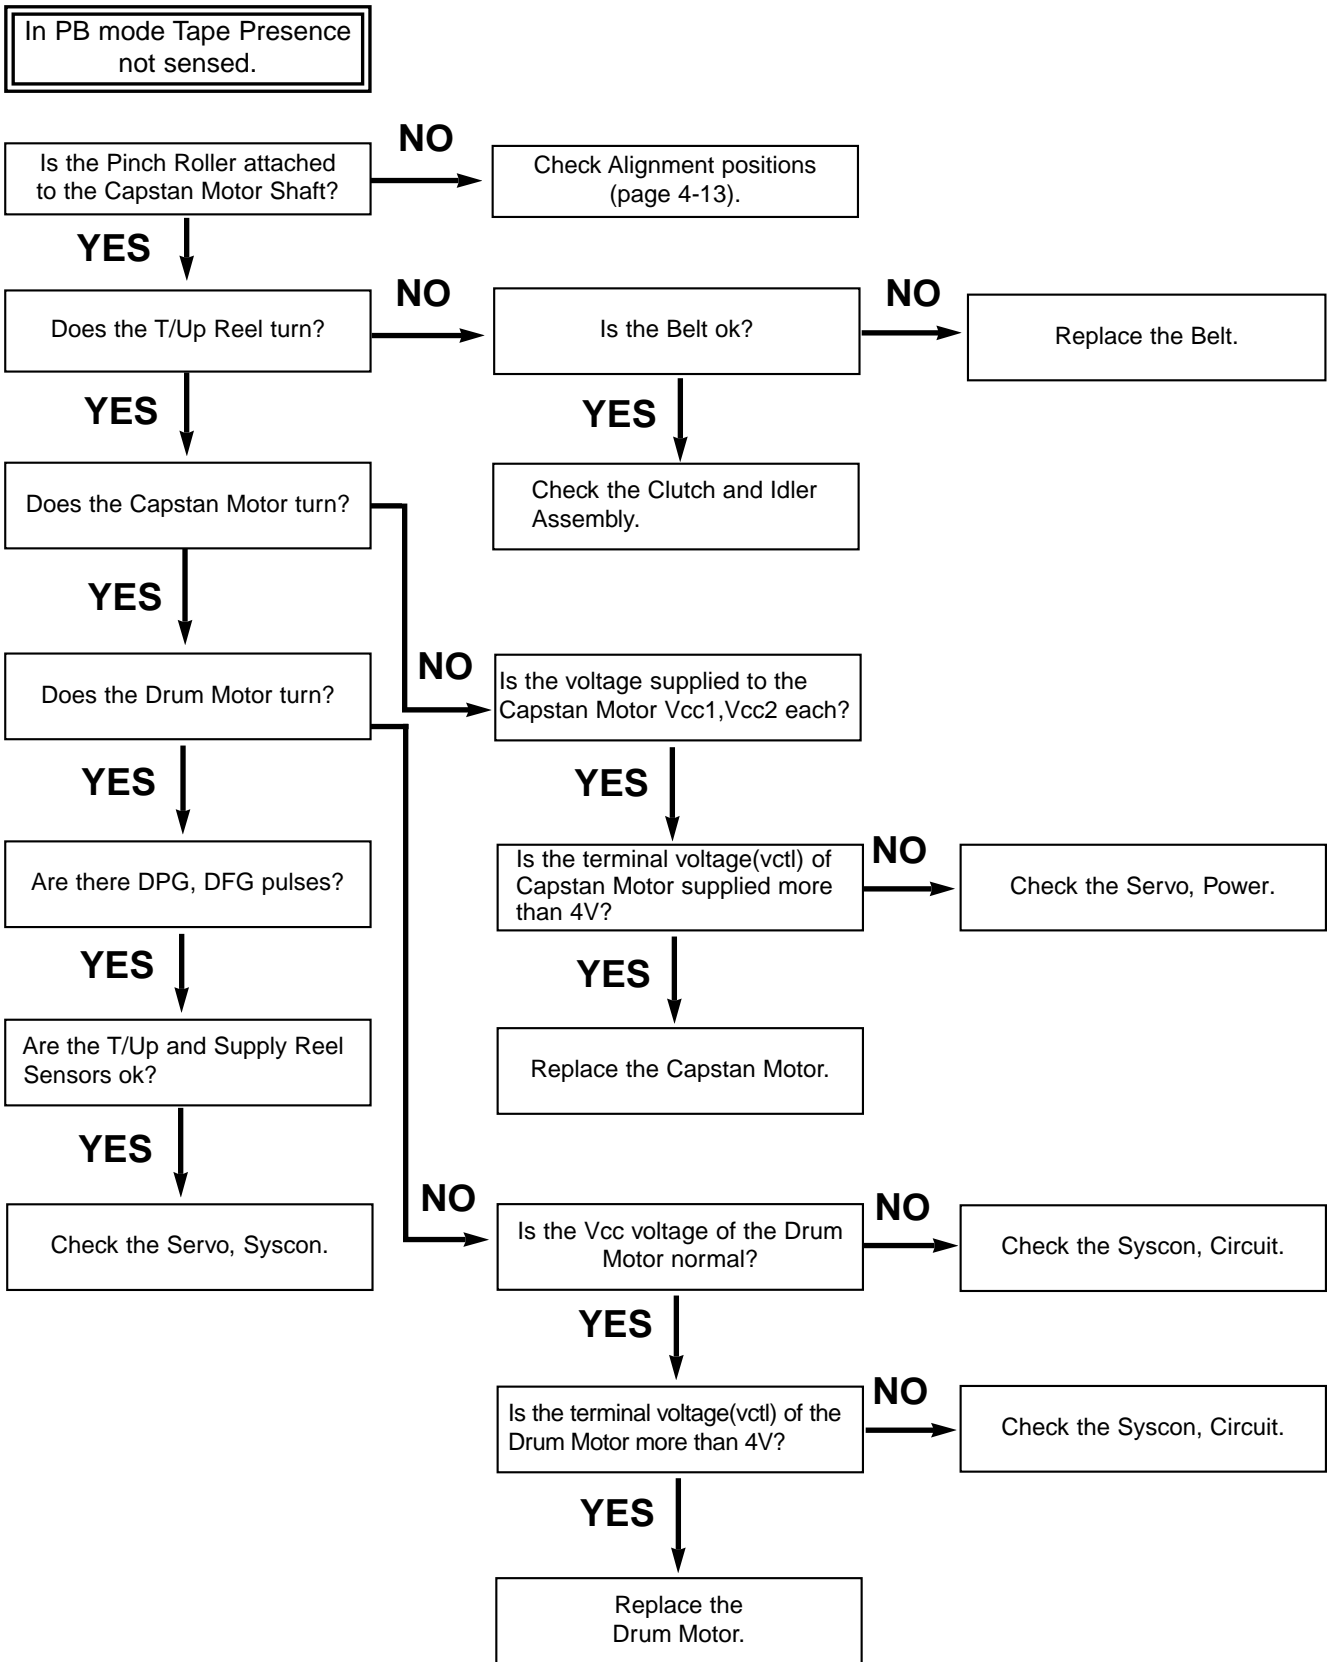 In PB mode Tape Presence
not sensed.
NO
Is the Pinch Roller attached
to the Capstan Motor Shaft?
Check Alignment positions
(page 4-13).
YES
NO
NO
Does the T/Up Reel turn?
Is the Belt ok?
Replace the Belt.
YES
YES
Does the Capstan Motor turn?
Check the Clutch and Idler
Assembly.
YES
NO
Does the Drum Motor turn?
Is the voltage supplied to the
Capstan Motor Vcc1,Vcc2 each?
YES
YES
NO
Are there DPG, DFG pulses?
Is the terminal voltage(vctl) of
Capstan Motor supplied more
than 4V?
Check the Servo, Power.
YES
YES
Are the T/Up and Supply Reel
Sensors ok?
Replace the Capstan Motor.
YES
NO
NO
Check the Servo, Syscon.
Is the Vcc voltage of the Drum
Motor normal?
Check the Syscon, Circuit.
YES
NO
Is the terminal voltage(vctl) of the
Drum Motor more than 4V?
Check the Syscon, Circuit.
YES
Replace the
Drum Motor.